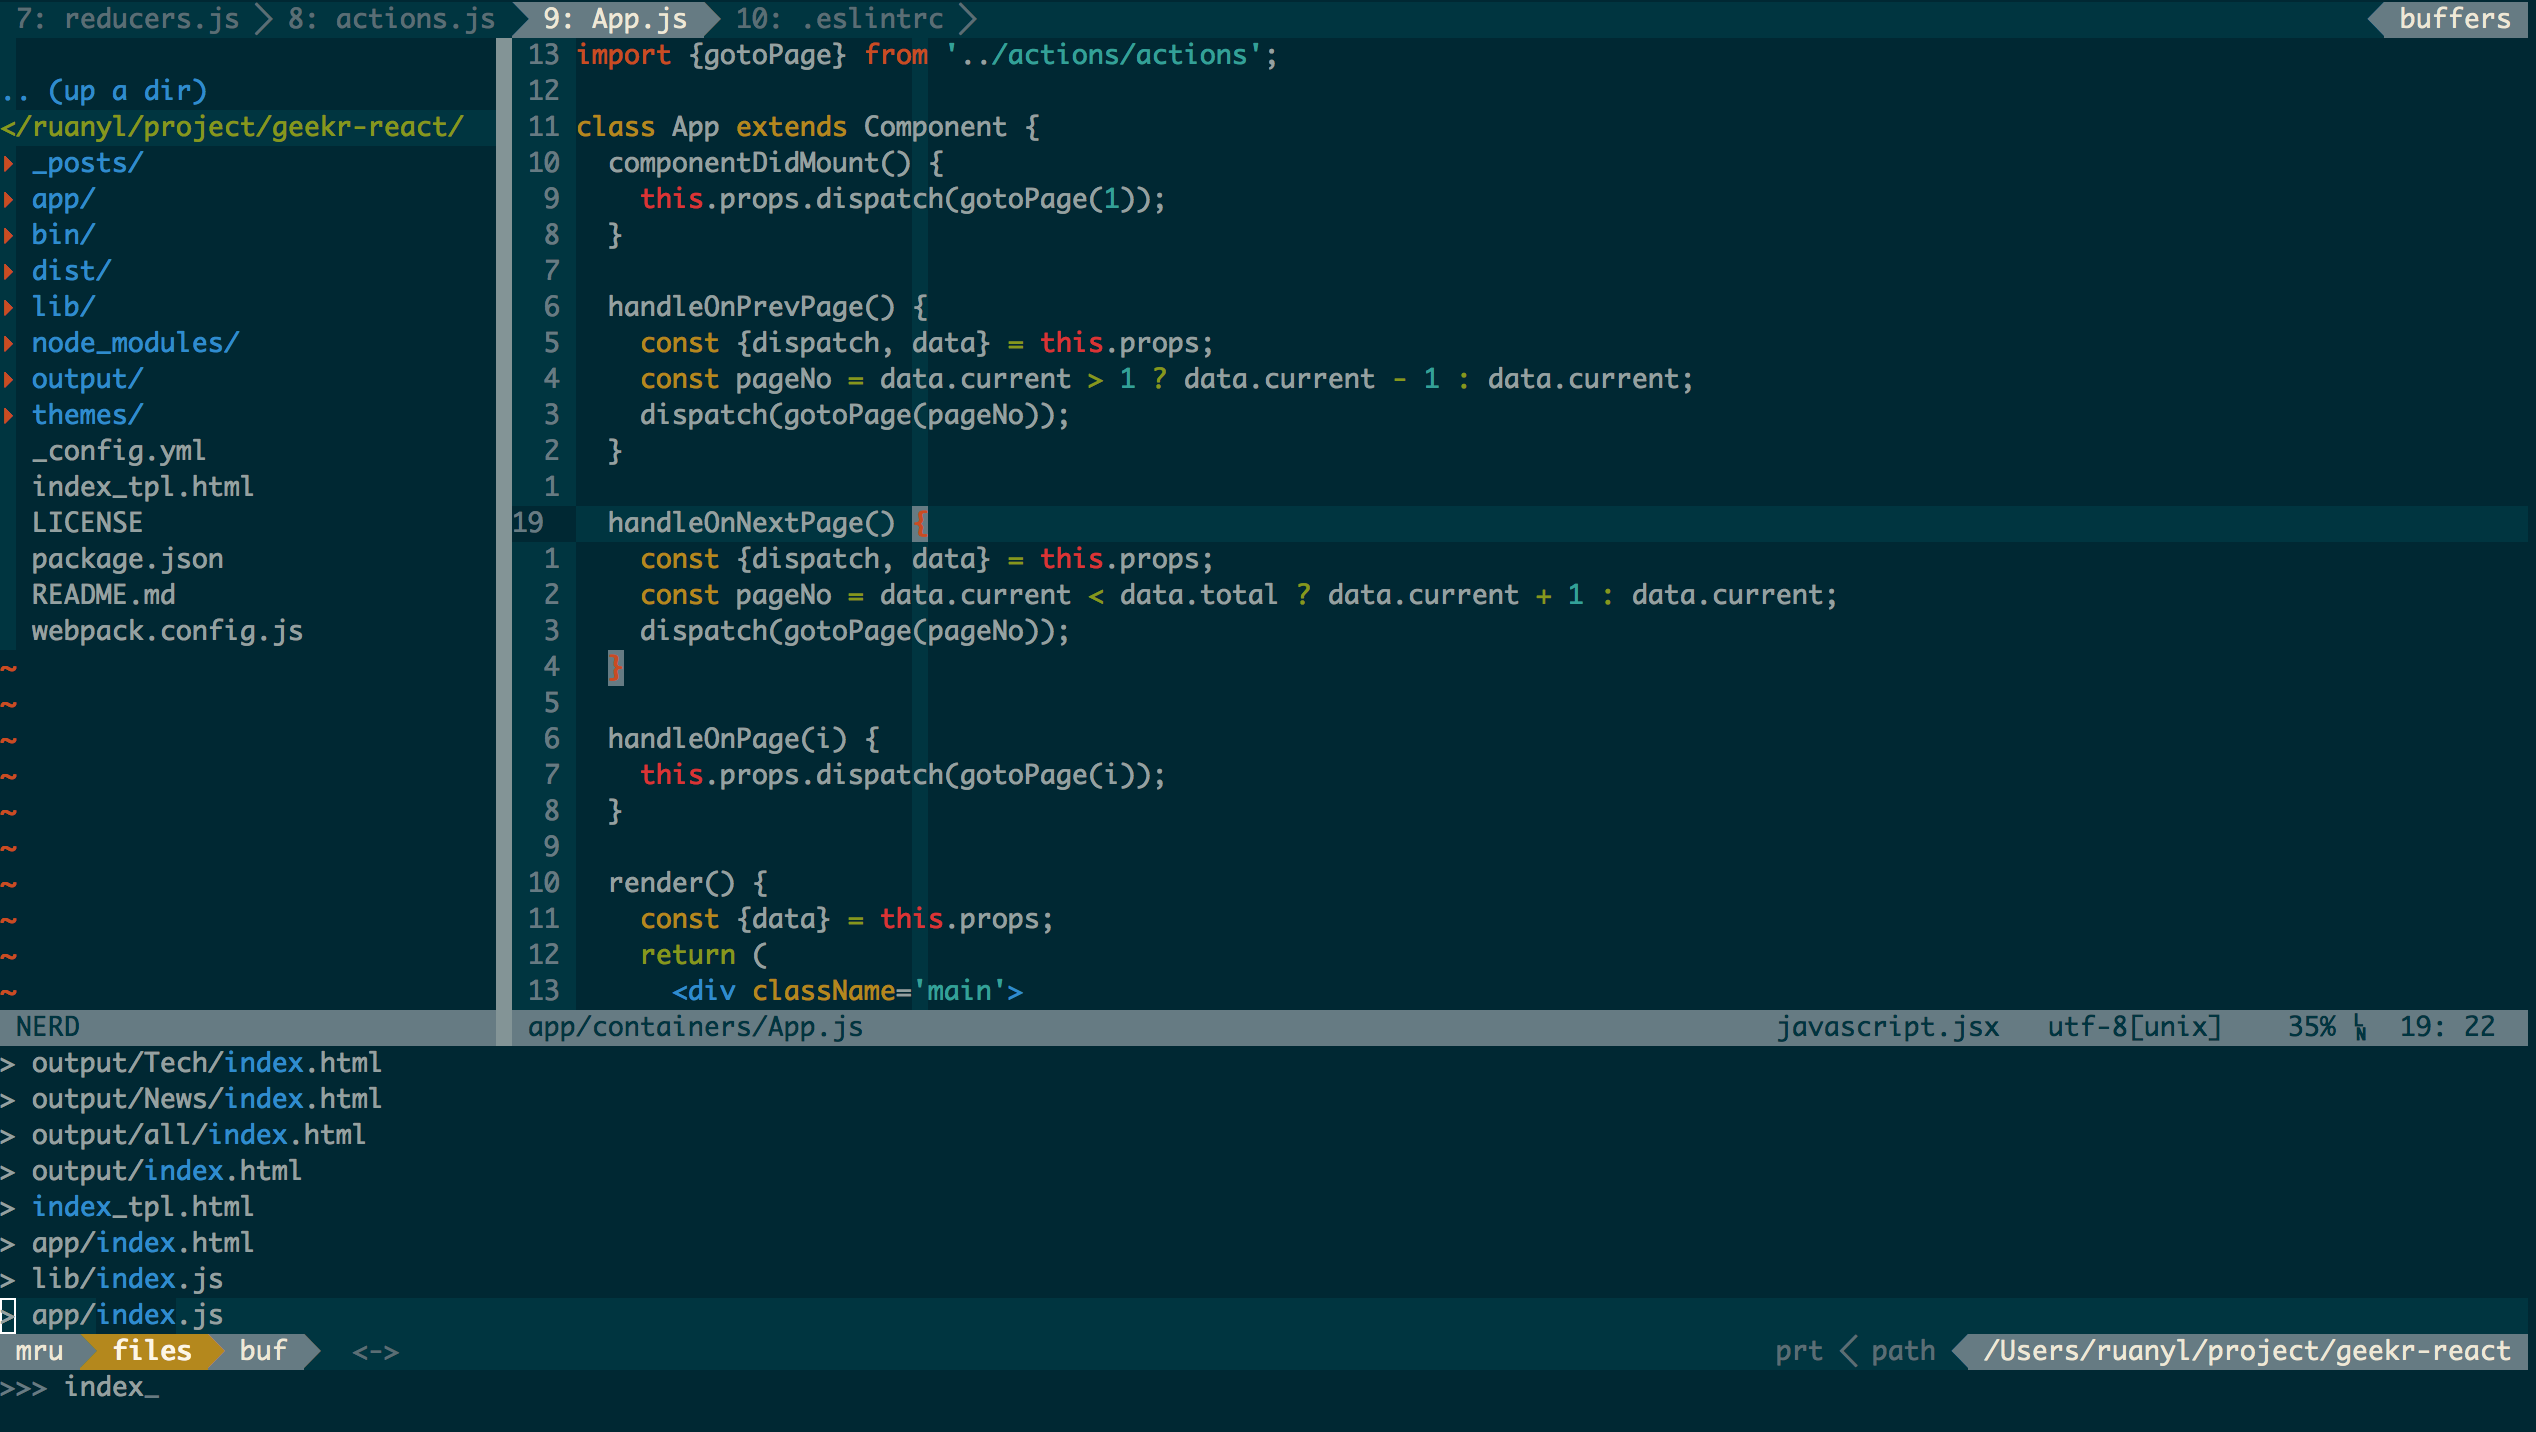 7: reducers.js 8: actions.js 9: App.js 10: .eslintrc buffers
.. (up a dir)
</ruanyl/project/geekr-react/
_posts/
app/
bin/
dist/
lib/
node_modules/
output/
themes/
_config.yml
index_tpl.html
LICENSE
package.json
README.md
webpack.config.js
~
~
~
~
~
~
~
~
~
~
13 import {gotoPage} from '../actions/actions';
12
11 class App extends Component {
10   componentDidMount() {
9     this.props.dispatch(gotoPage(1));
8   }
7
6   handleOnPrevPage() {
5     const {dispatch, data} = this.props;
4     const pageNo = data.current > 1 ? data.current - 1 : data.current;
3     dispatch(gotoPage(pageNo));
2   }
1
19   handleOnNextPage() {
1     const {dispatch, data} = this.props;
2     const pageNo = data.current < data.total ? data.current + 1 : data.current;
3     dispatch(gotoPage(pageNo));
4   }
5
6   handleOnPage(i) {
7     this.props.dispatch(gotoPage(i));
8   }
9
10   render() {
11     const {data} = this.props;
12     return (
13       <div className='main'>
NERD app/containers/App.js javascript.jsx utf-8[unix] 35% LN 19: 22
> output/Tech/index.html
> output/News/index.html
> output/all/index.html
> output/index.html
> index_tpl.html
> app/index.html
> lib/index.js
> app/index.js
mru files buf <-> prt path /Users/ruanyl/project/geekr-react
>>> index_